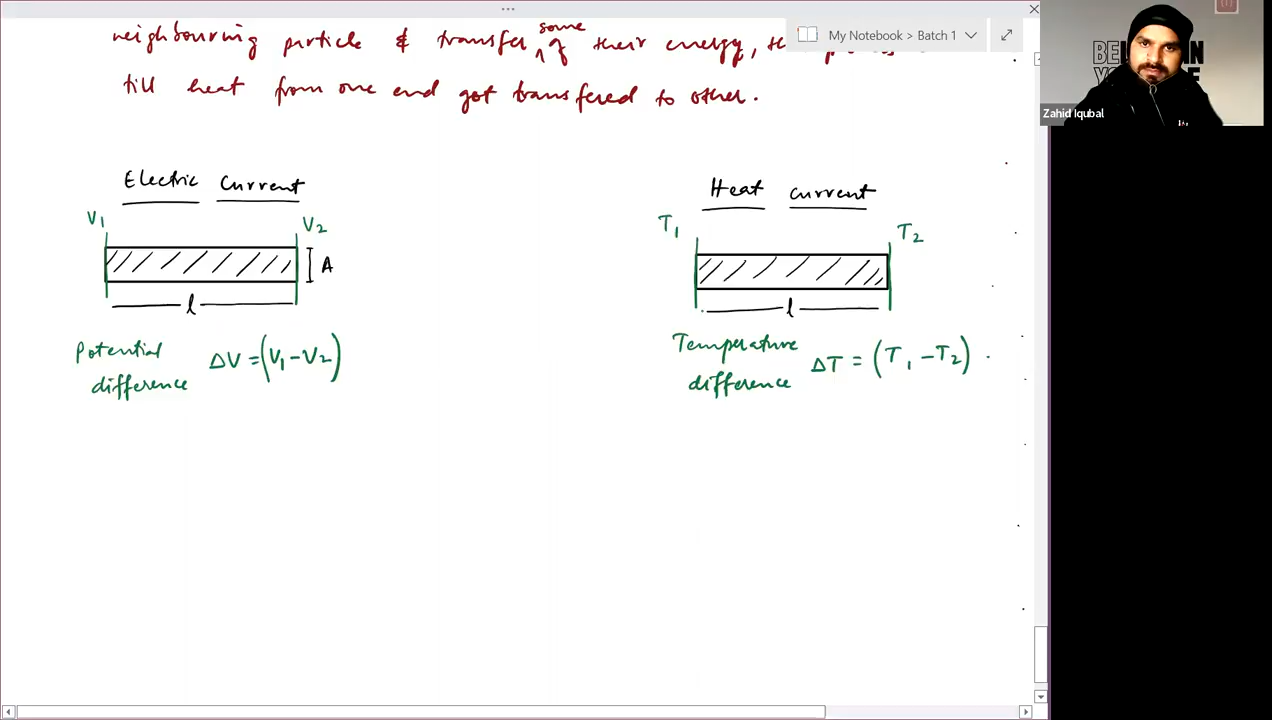 neighbouring particle & transfer some of their energy,
till heat from one end got transfered to other.
My Notebook > Batch 1
Zahid Iqubal
Electric Current
Heat current
V1
V2
T1
T2
A
l
l
Potential difference ΔV = (V1 - V2)
Temperature difference ΔT = (T1 - T2)